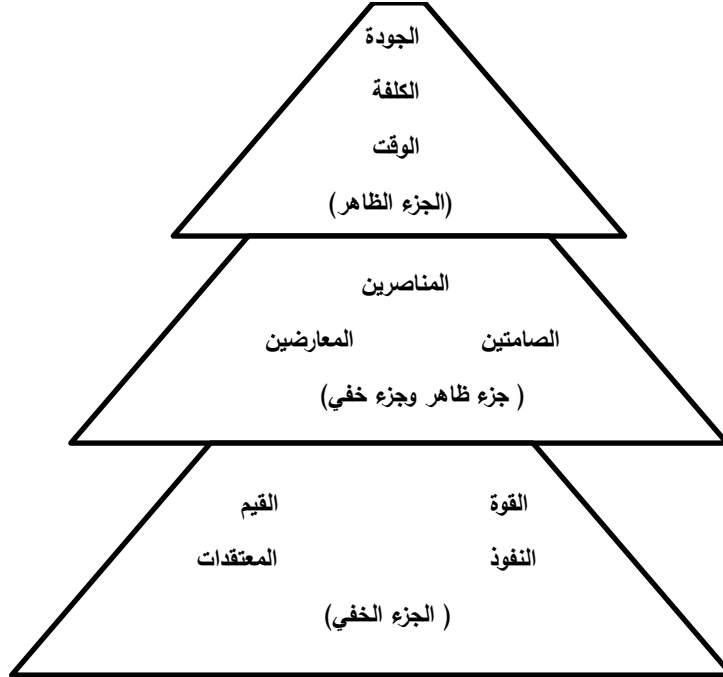 الجودة
الكلفة
الوقت
(الجزء الظاهر)
المناصرين
الصامتين المعارضين
( جزء ظاهر وجزء خفي)
القوة القيم
النفوذ المعتقدات
( الجزء الخفي)